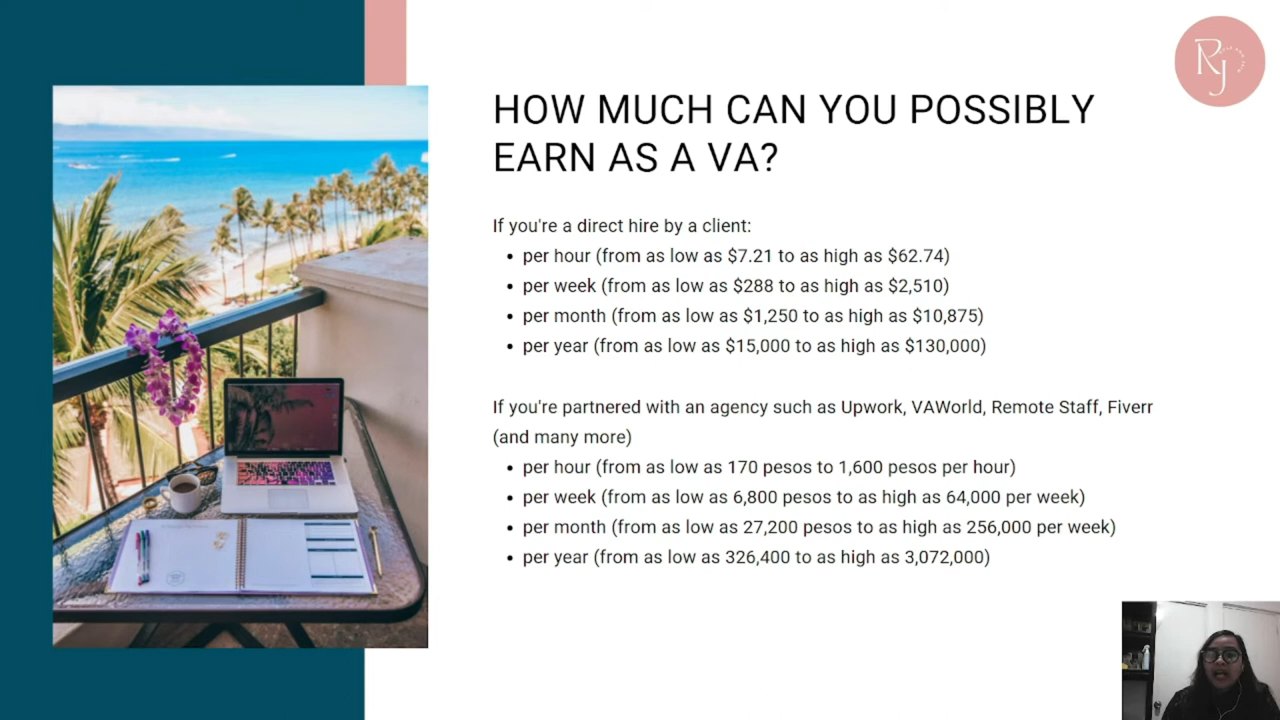 HOW MUCH CAN YOU POSSIBLY
EARN AS A VA?
If you're a direct hire by a client:
• per hour (from as low as $7.21 to as high as $62.74)
• per week (from as low as $288 to as high as $2,510)
• per month (from as low as $1,250 to as high as $10,875)
• per year (from as low as $15,000 to as high as $130,000)
If you're partnered with an agency such as Upwork, VAWorld, Remote Staff, Fiverr
(and many more)
• per hour (from as low as 170 pesos to 1,600 pesos per hour)
• per week (from as low as 6,800 pesos to as high as 64,000 per week)
• per month (from as low as 27,200 pesos to as high as 256,000 per week)
• per year (from as low as 326,400 to as high as 3,072,000)
RJ